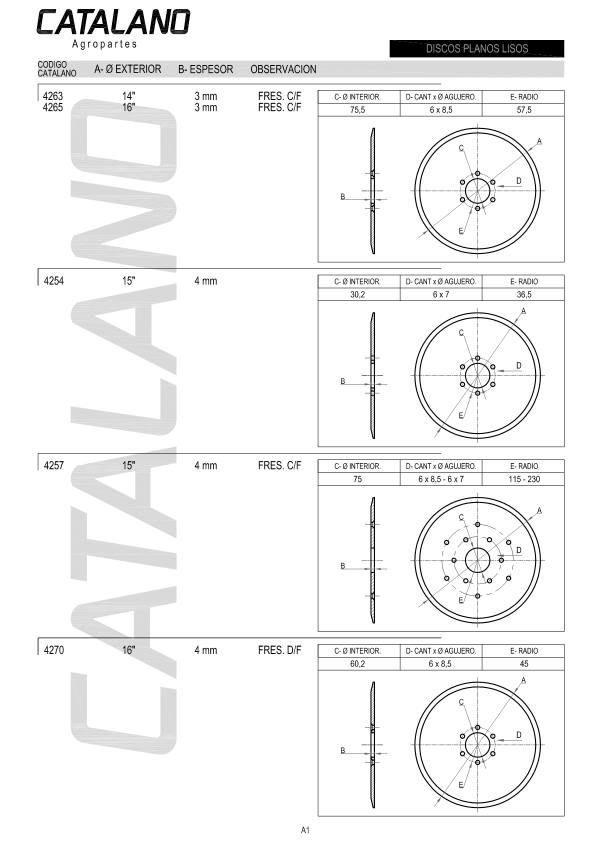 CATALANO
Agropartes
DISCOS PLANOS LISOS
CODIGO CATALANO A- Ø EXTERIOR B- ESPESOR OBSERVACION
4263 14" 3 mm FRES. C/F
4265 16" 3 mm FRES. C/F
C- Ø INTERIOR. D- CANT x Ø AGUJERO. E- RADIO
75,5 6 x 8,5 57,5
A
C
D
B
E
4254 15" 4 mm
C- Ø INTERIOR. D- CANT x Ø AGUJERO. E- RADIO
30,2 6 x 7 36,5
A
C
D
B
E
4257 15" 4 mm FRES. C/F
C- Ø INTERIOR. D- CANT x Ø AGUJERO. E- RADIO
75 6 x 8,5 - 6 x 7 115 - 230
A
C
D
B
E
4270 16" 4 mm FRES. D/F
C- Ø INTERIOR. D- CANT x Ø AGUJERO. E- RADIO
60,2 6 x 8,5 45
A
C
D
B
E
CATALANO
A1